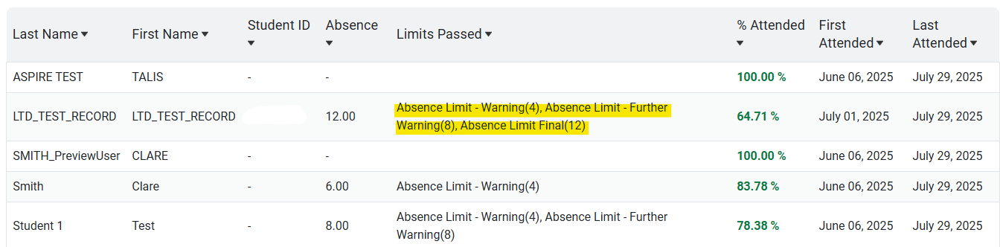 Last Name ▾ First Name ▾ Student ID ▾ Absence ▾ Limits Passed ▾ % Attended ▾ First Attended ▾ Last Attended ▾
ASPIRE TEST TALIS - - 100.00 % June 06, 2025 July 29, 2025
LTD_TEST_RECORD LTD_TEST_RECORD 12.00 Absence Limit - Warning(4), Absence Limit - Further
Warning(8), Absence Limit Final(12) 64.71 % July 01, 2025 July 29, 2025
SMITH_PreviewUser CLARE - - 100.00 % June 06, 2025 July 29, 2025
Smith Clare - 6.00 Absence Limit - Warning(4) 83.78 % June 06, 2025 July 29, 2025
Student 1 Test - 8.00 Absence Limit - Warning(4), Absence Limit - Further
Warning(8) 78.38 % June 06, 2025 July 29, 2025